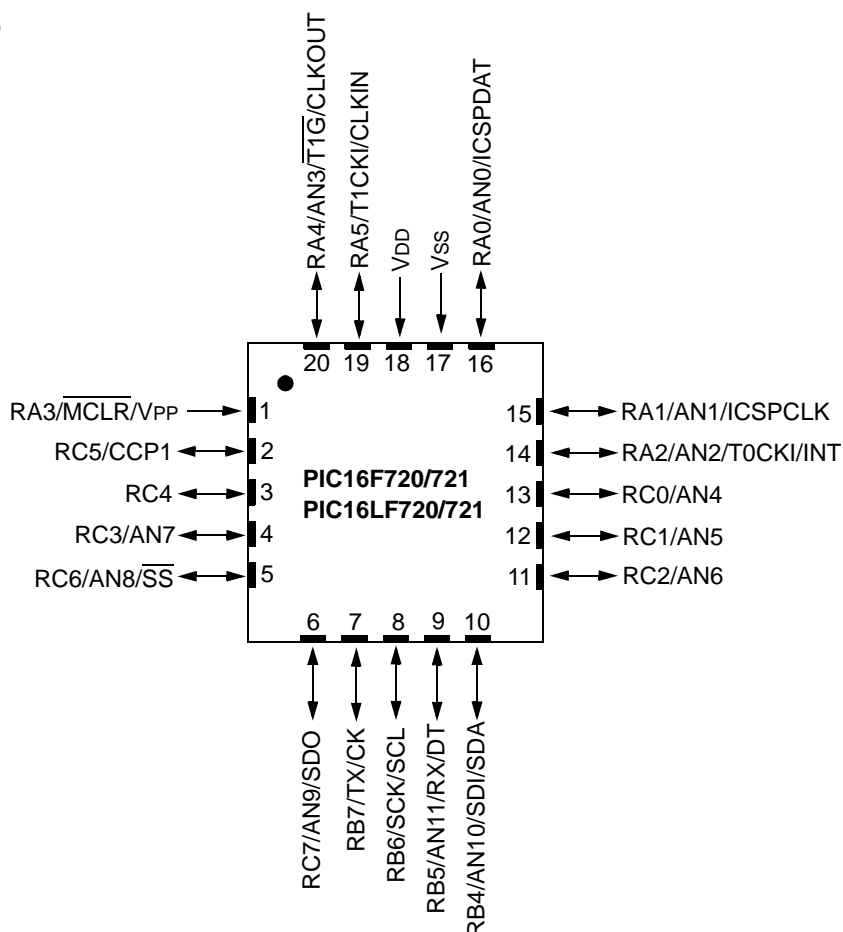 RA4/AN3/T1G/CLKOUT
RA5/T1CKI/CLKIN
VDD
VSS
RA0/AN0/ICSPDAT
20
19
18
17
16
RA3/MCLR/VPP
1
15
RA1/AN1/ICSPCLK
RC5/CCP1
2
14
RA2/AN2/T0CKI/INT
PIC16F720/721
RC4
3
13
RC0/AN4
PIC16LF720/721
RC3/AN7
4
12
RC1/AN5
RC6/AN8/SS
5
11
RC2/AN6
6
7
8
9
10
RC7/AN9/SDO
RB7/TX/CK
RB6/SCK/SCL
RB5/AN11/RX/DT
RB4/AN10/SDI/SDA